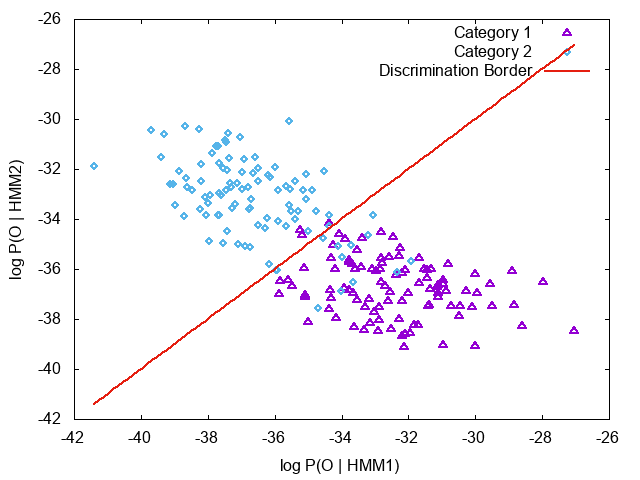 -26
Category 1
Category 2
Discrimination Border
-28
-30
-32
-34
-36
-38
-40
-42
log P(O | HMM2)
-42 -40 -38 -36 -34 -32 -30 -28 -26
log P(O | HMM1)